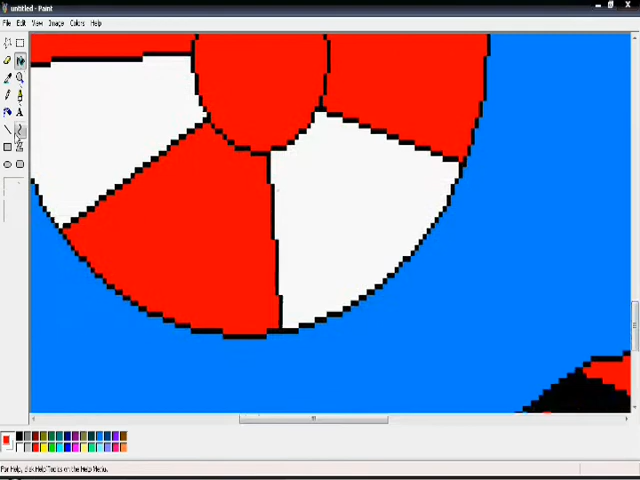 untitled - Paint
File Edit View Image Colors Help
A
For Help, click Help Topics on the Help Menu.